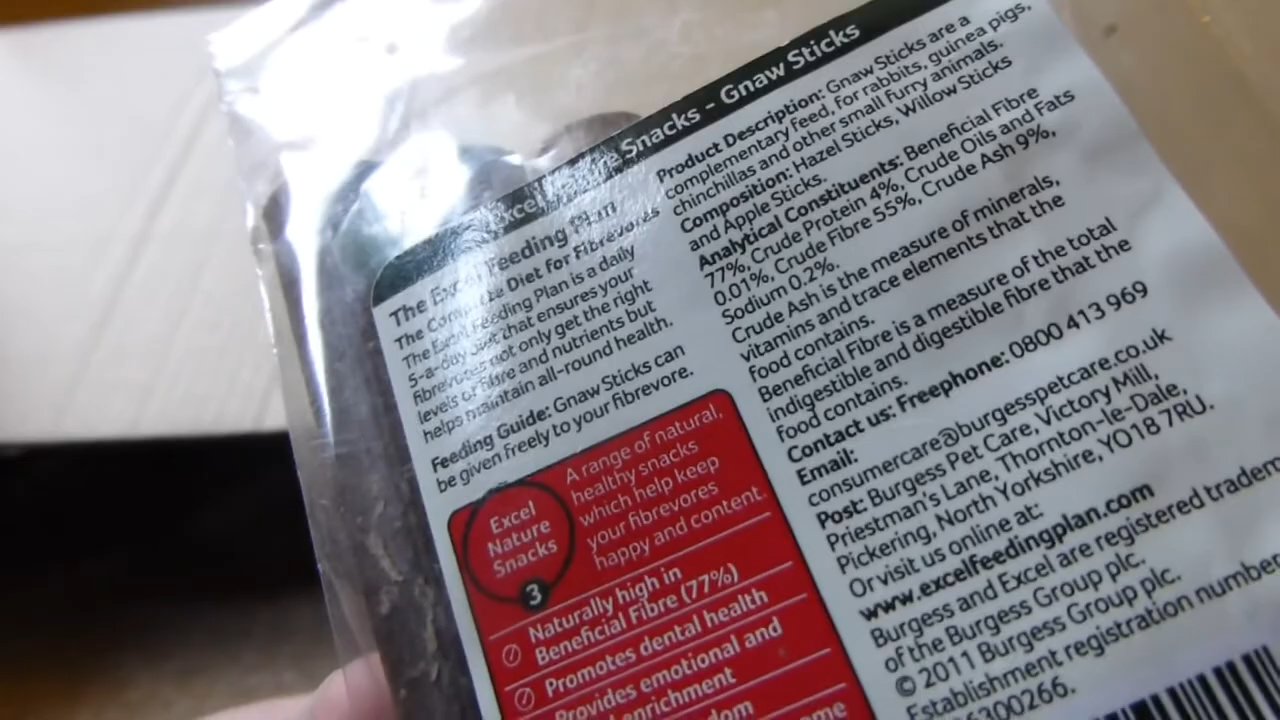 Excel Nature Snacks - Gnaw Sticks
The Excel Feeding Plan
The Complete Diet for Fibrevores
The Excel Feeding Plan is a daily
5-a-day that ensures your
fibrevores not only get the right
levels of fibre and nutrients but
helps maintain all-round health.
Feeding Guide: Gnaw Sticks can
be given freely to your fibrevore.
Excel
Nature
Snacks
3
A range of natural,
healthy snacks
which help keep
your fibrevores
happy and content.
Naturally high in
Beneficial Fibre (77%)
Promotes dental health
Provides emotional and
enrichment
Product Description: Gnaw Sticks are a
complementary feed, for rabbits, guinea pigs,
chinchillas and other small furry animals.
Composition: Hazel Sticks, Willow Sticks
and Apple Sticks.
Analytical Constituents: Beneficial Fibre
77%, Crude Protein 4%, Crude Oils and Fats
0.01%, Crude Fibre 55%, Crude Ash 9%,
Sodium 0.2%.
Crude Ash is the measure of minerals,
vitamins and trace elements that the
food contains.
Beneficial Fibre is a measure of the total
indigestible and digestible fibre that the
food contains.
Contact us: Freephone: 0800 413 969
Email:
consumercare@burgesspetcare.co.uk
Post: Burgess Pet Care, Victory Mill,
Priestman's Lane, Thornton-le-Dale,
Pickering, North Yorkshire, YO18 7RU.
Or visit us online at:
www.excelfeedingplan.com
Burgess and Excel are registered tradem
of the Burgess Group plc.
© 2011 Burgess Group plc.
Establishment registration number
6300266.